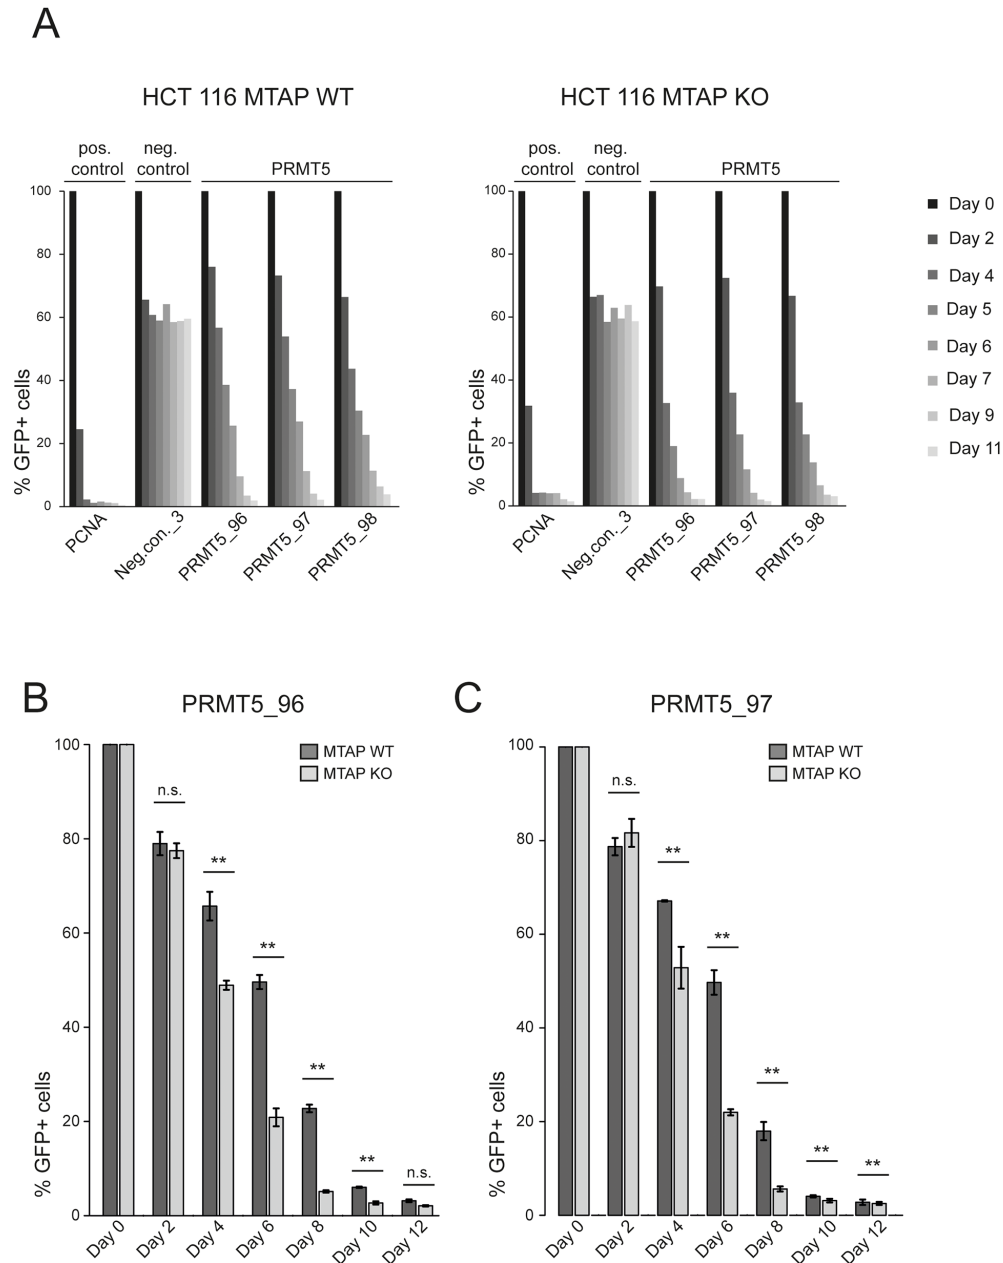 A
HCT 116 MTAP WT
HCT 116 MTAP KO
pos.
control
neg.
control
PRMT5
pos.
control
neg.
control
PRMT5
% GFP+ cells
100
80
60
40
20
0
PCNA
Neg.con._3
PRMT5_96
PRMT5_97
PRMT5_98
% GFP+ cells
100
80
60
40
20
0
PCNA
Neg.con._3
PRMT5_96
PRMT5_97
PRMT5_98
Day 0
Day 2
Day 4
Day 5
Day 6
Day 7
Day 9
Day 11
B
PRMT5_96
MTAP WT
MTAP KO
% GFP+ cells
100
80
60
40
20
0
n.s.
**
**
**
**
n.s.
Day 0
Day 2
Day 4
Day 6
Day 8
Day 10
Day 12
C
PRMT5_97
MTAP WT
MTAP KO
% GFP+ cells
100
80
60
40
20
0
n.s.
**
**
**
**
**
Day 0
Day 2
Day 4
Day 6
Day 8
Day 10
Day 12